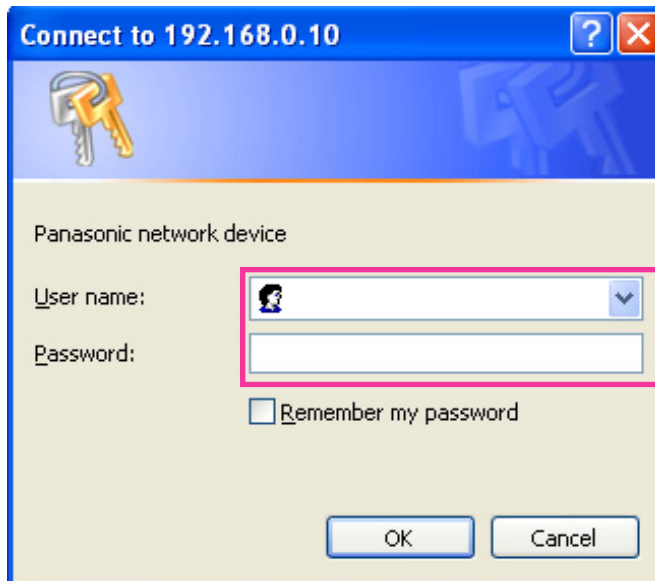 Connect to 192.168.0.10
?
Panasonic network device
User name:
Password:
Remember my password
OK
Cancel